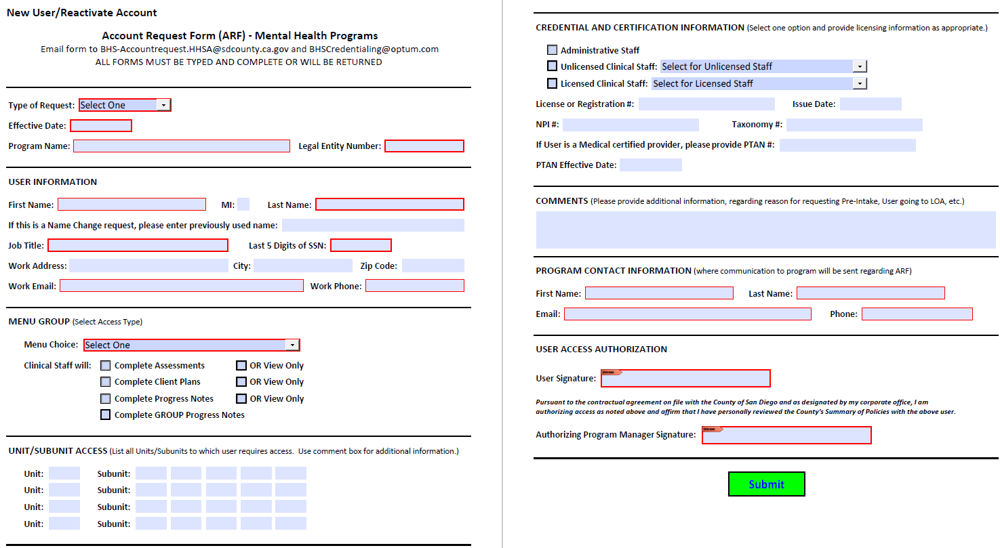 New User/Reactivate Account
Account Request Form (ARF) - Mental Health Programs
Email form to BHS-Accountrequest.HHSA@sdcounty.ca.gov and BHSCredentialing@optum.com
ALL FORMS MUST BE TYPED AND COMPLETE OR WILL BE RETURNED
Type of Request: Select One
Effective Date:
Program Name: Legal Entity Number:
USER INFORMATION
First Name: MI: Last Name:
If this is a Name Change request, please enter previously used name:
Job Title: Last 5 Digits of SSN:
Work Address: City: Zip Code:
Work Email: Work Phone:
MENU GROUP (Select Access Type)
Menu Choice: Select One
Clinical Staff will: Complete Assessments OR View Only
Complete Client Plans OR View Only
Complete Progress Notes OR View Only
Complete GROUP Progress Notes
UNIT/SUBUNIT ACCESS (List all Units/Subunits to which user requires access. Use comment box for additional information.)
Unit: Subunit:
Unit: Subunit:
Unit: Subunit:
Unit: Subunit:
CREDENTIAL AND CERTIFICATION INFORMATION (Select one option and provide licensing information as appropriate.)
Administrative Staff
Unlicensed Clinical Staff: Select for Unlicensed Staff
Licensed Clinical Staff: Select for Licensed Staff
License or Registration #: Issue Date:
NPI #: Taxonomy #:
If User is a Medical certified provider, please provide PTAN #:
PTAN Effective Date:
COMMENTS (Please provide additional information, regarding reason for requesting Pre-Intake, User going to LOA, etc.)
PROGRAM CONTACT INFORMATION (where communication to program will be sent regarding ARF)
First Name: Last Name:
Email: Phone:
USER ACCESS AUTHORIZATION
User Signature:
Pursuant to the contractual agreement on file with the County of San Diego and as designated by my corporate office, I am
authorizing access as noted above and affirm that I have personally reviewed the County's Summary of Policies with the above user.
Authorizing Program Manager Signature:
Submit